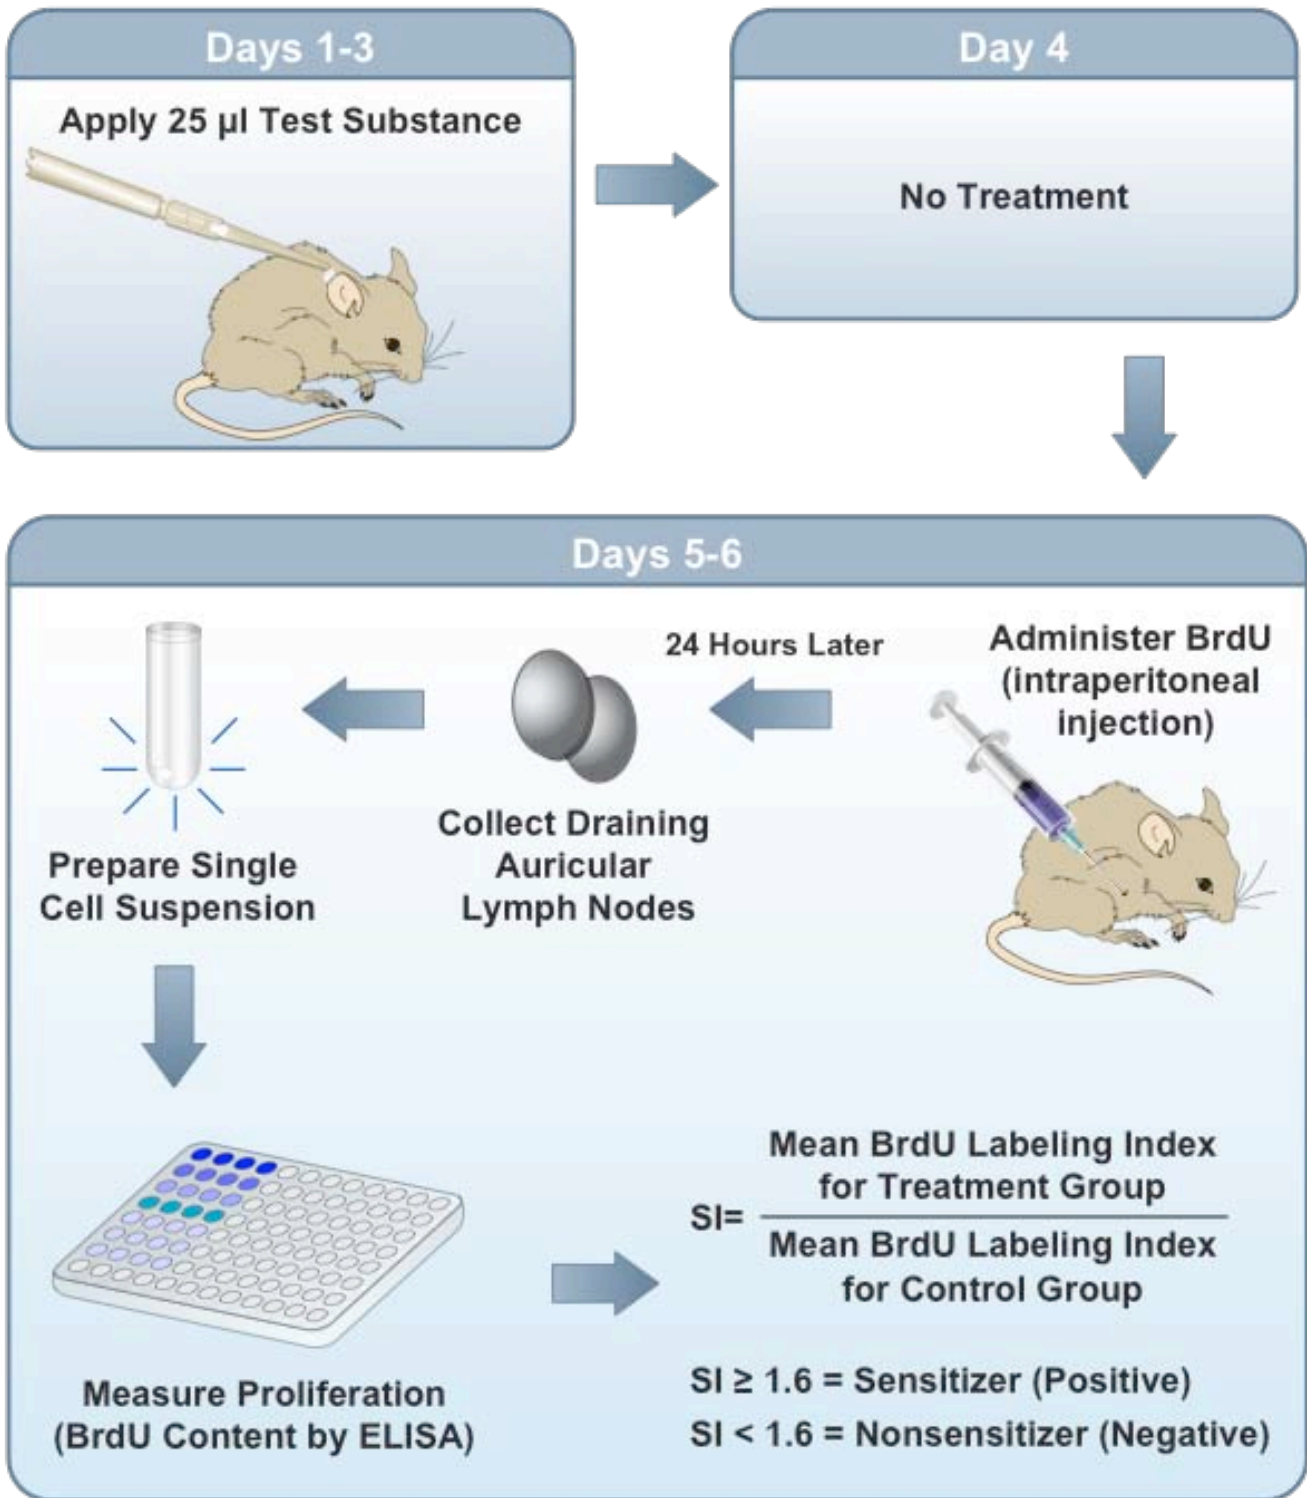 Days 1-3
Apply 25 µl Test Substance
Day 4
No Treatment
Days 5-6
Administer BrdU
(intraperitoneal
injection)
24 Hours Later
Collect Draining
Auricular
Lymph Nodes
Prepare Single
Cell Suspension
Measure Proliferation
(BrdU Content by ELISA)
SI=
Mean BrdU Labeling Index
for Treatment Group
Mean BrdU Labeling Index
for Control Group
SI ≥ 1.6 = Sensitizer (Positive)
SI < 1.6 = Nonsensitizer (Negative)